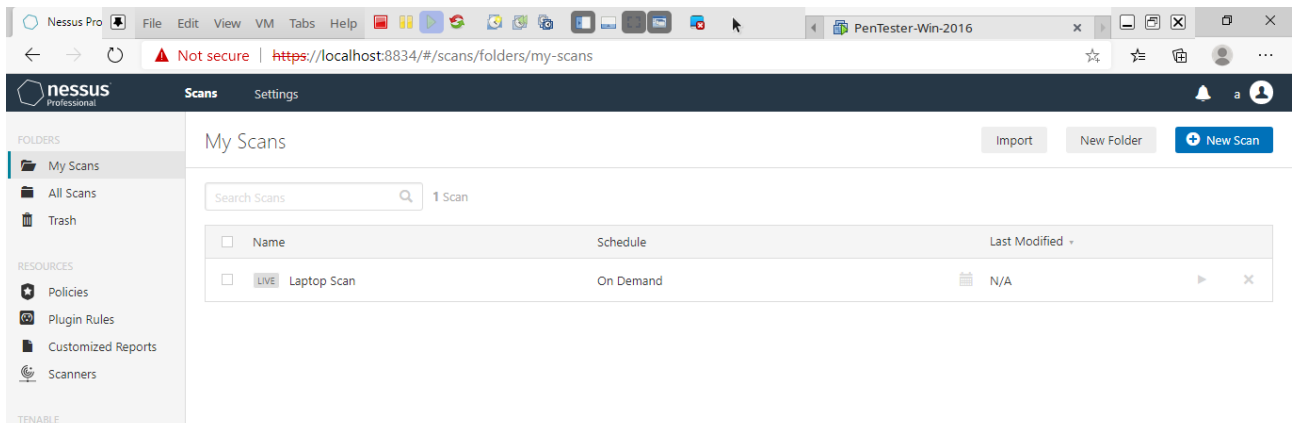 Nessus Pro File Edit View VM Tabs Help PenTester-Win-2016
Not secure | https://localhost:8834/#/scans/folders/my-scans
nessus Professional Scans Settings a
FOLDERS
My Scans
All Scans
Trash
RESOURCES
Policies
Plugin Rules
Customized Reports
Scanners
TENABLE
My Scans Import New Folder New Scan
Search Scans 1 Scan
Name Schedule Last Modified
LIVE Laptop Scan On Demand N/A